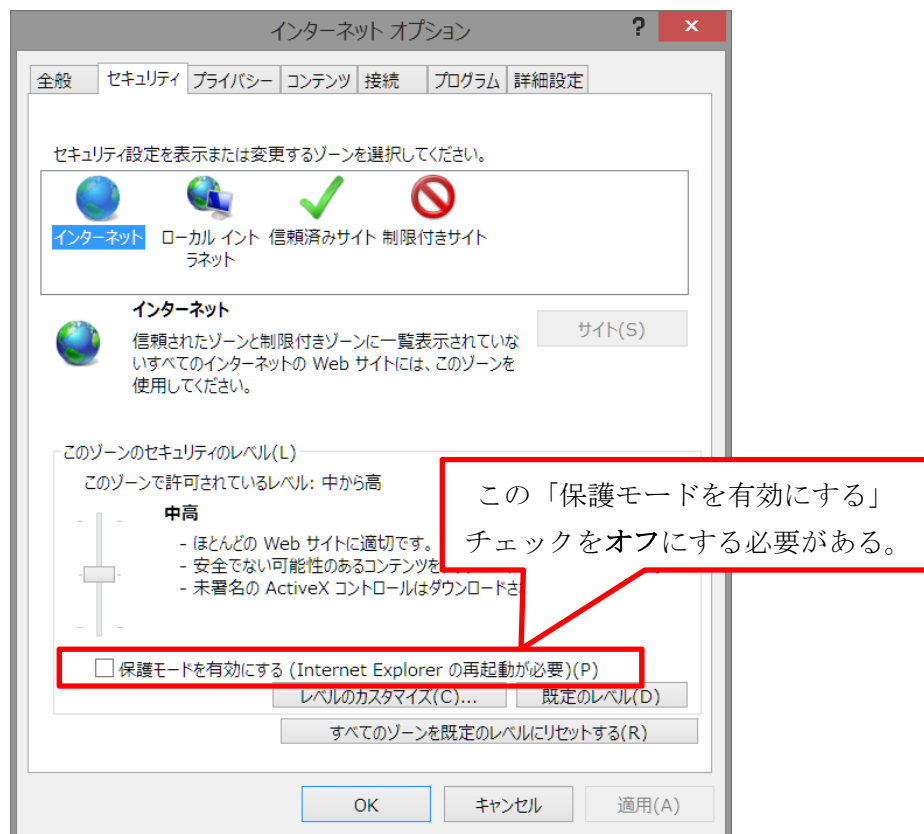 インターネット オプション
?
×
全般 セキュリティ プライバシー コンテンツ 接続 プログラム 詳細設定
セキュリティ設定を表示または変更するゾーンを選択してください。
インターネット ローカル イント 信頼済みサイト 制限付きサイト
ラネット
インターネット
信頼されたゾーンと制限付きゾーンに一覧表示されていな
いすべてのインターネットの Web サイトには、このゾーンを
使用してください。
サイト(S)
このゾーンのセキュリティのレベル(L)
このゾーンで許可されているレベル: 中から高
中高
- ほとんどの Web サイトに適切です。
- 安全でない可能性のあるコンテンツを
- 未署名の ActiveX コントロールはダウンロードさ
この「保護モードを有効にする」
チェックをオフにする必要がある。
保護モードを有効にする (Internet Explorer の再起動が必要)(P)
レベルのカスタマイズ(C)... 既定のレベル(D)
すべてのゾーンを既定のレベルにリセットする(R)
OK キャンセル 適用(A)